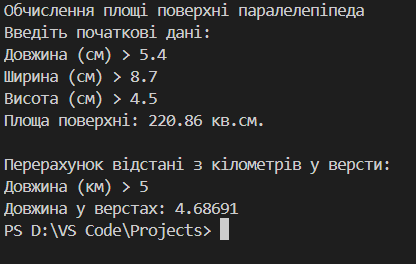 Обчислення площі поверхні паралелепіпеда
Введіть початкові дані:
Довжина (см) > 5.4
Ширина (см) > 8.7
Висота (см) > 4.5
Площа поверхні: 220.86 кв.см.
Перерахунок відстані з кілометрів у версти:
Довжина (км) > 5
Довжина у верстах: 4.68691
PS D:\VS Code\Projects>